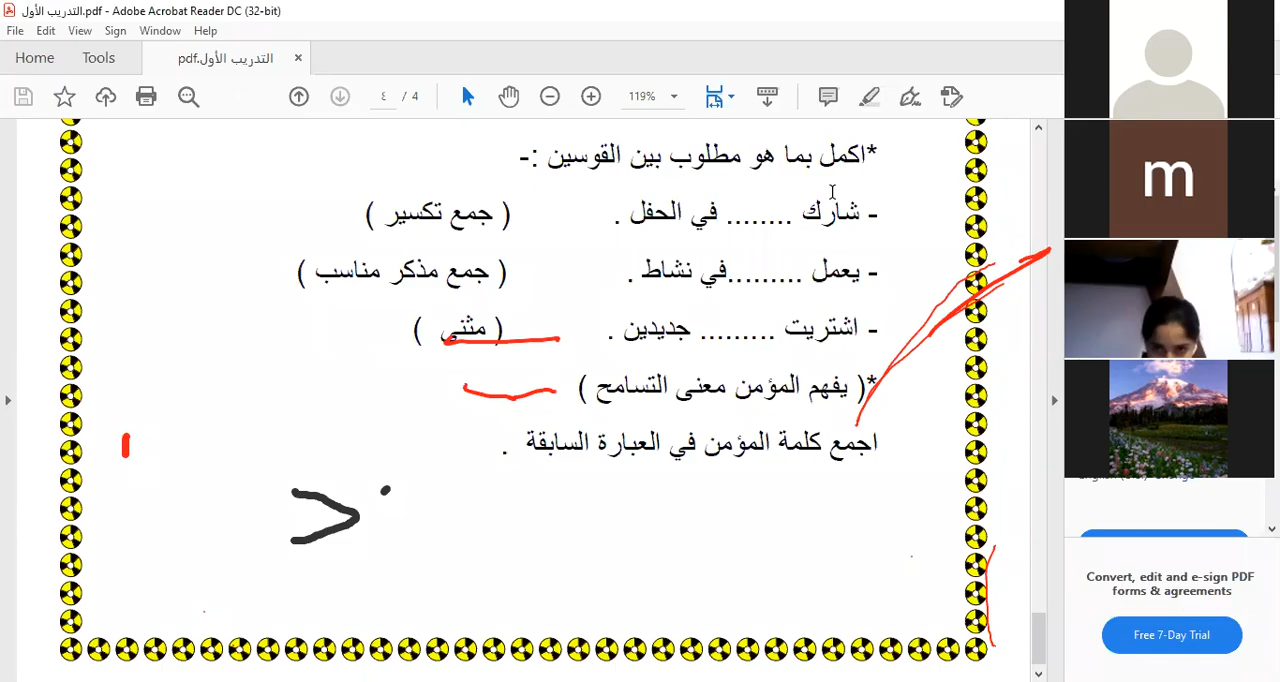 التدريب الأول.pdf - Adobe Acrobat Reader DC (32-bit)
File Edit View Sign Window Help
Home Tools التدريب الأول.pdf ×
٤ / 4 119%
*اكمل بما هو مطلوب بين القوسين :-
- شارك ........ في الحفل . ( جمع تكسير )
- يعمل .........في نشاط . ( جمع مذكر مناسب )
- اشتريت ......... جديدين . ( مثنى )
*( يفهم المؤمن معنى التسامح )
اجمع كلمة المؤمن في العبارة السابقة .
m
Convert, edit and e-sign PDF
forms & agreements
Free 7-Day Trial